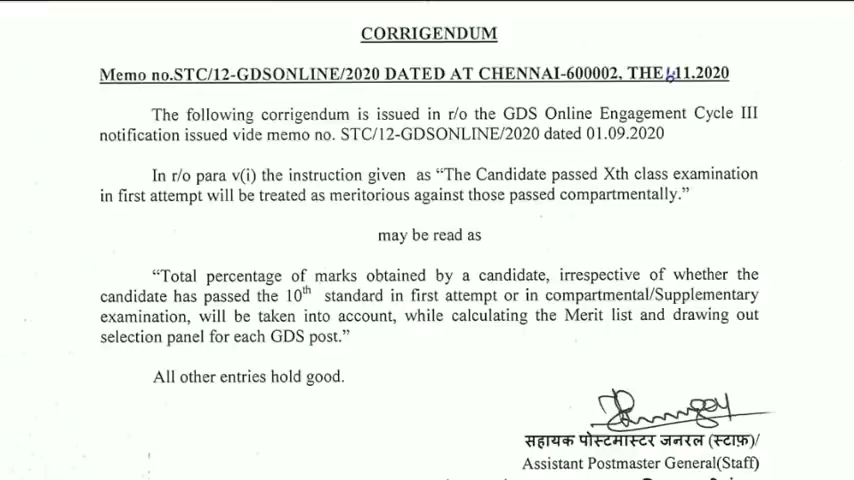 CORRIGENDUM
Memo no.STC/12-GDSONLINE/2020 DATED AT CHENNAI-600002, THE .11.2020
The following corrigendum is issued in r/o the GDS Online Engagement Cycle III
notification issued vide memo no. STC/12-GDSONLINE/2020 dated 01.09.2020
In r/o para v(i) the instruction given as “The Candidate passed Xth class examination
in first attempt will be treated as meritorious against those passed compartmentally.”
may be read as
“Total percentage of marks obtained by a candidate, irrespective of whether the
candidate has passed the 10th standard in first attempt or in compartmental/Supplementary
examination, will be taken into account, while calculating the Merit list and drawing out
selection panel for each GDS post.”
All other entries hold good.
सहायक पोस्टमास्टर जनरल (स्टाफ़)/
Assistant Postmaster General(Staff)